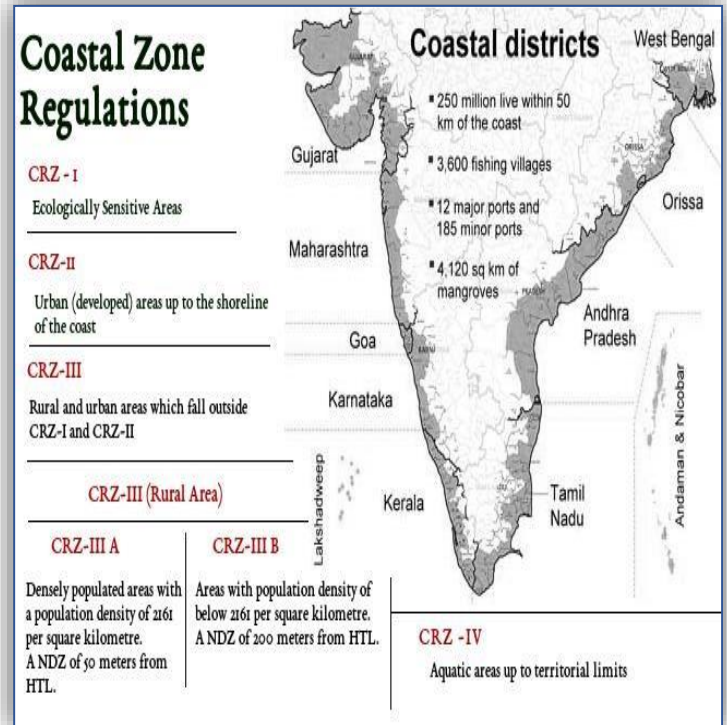 Coastal Zone
Regulations
CRZ - I
Ecologically Sensitive Areas
CRZ-II
Urban (developed) areas up to the shoreline
of the coast
CRZ-III
Rural and urban areas which fall outside
CRZ-I and CRZ-II
CRZ-III (Rural Area)
CRZ-III A
Densely populated areas with
a population density of 2161
per square kilometre.
A NDZ of 50 meters from
HTL.
CRZ-III B
Areas with population density of
below 2161 per square kilometre.
A NDZ of 200 meters from HTL.
CRZ -IV
Aquatic areas up to territorial limits
Coastal districts
▪ 250 million live within 50
km of the coast
▪ 3,600 fishing villages
▪ 12 major ports and
185 minor ports
▪ 4,120 sq km of
mangroves
West Bengal
Gujarat
Orissa
Maharashtra
Andhra
Pradesh
Goa
Karnataka
Lakshadweep
Kerala
Tamil
Nadu
Andaman & Nicobar
GUJARAT
ORISSA